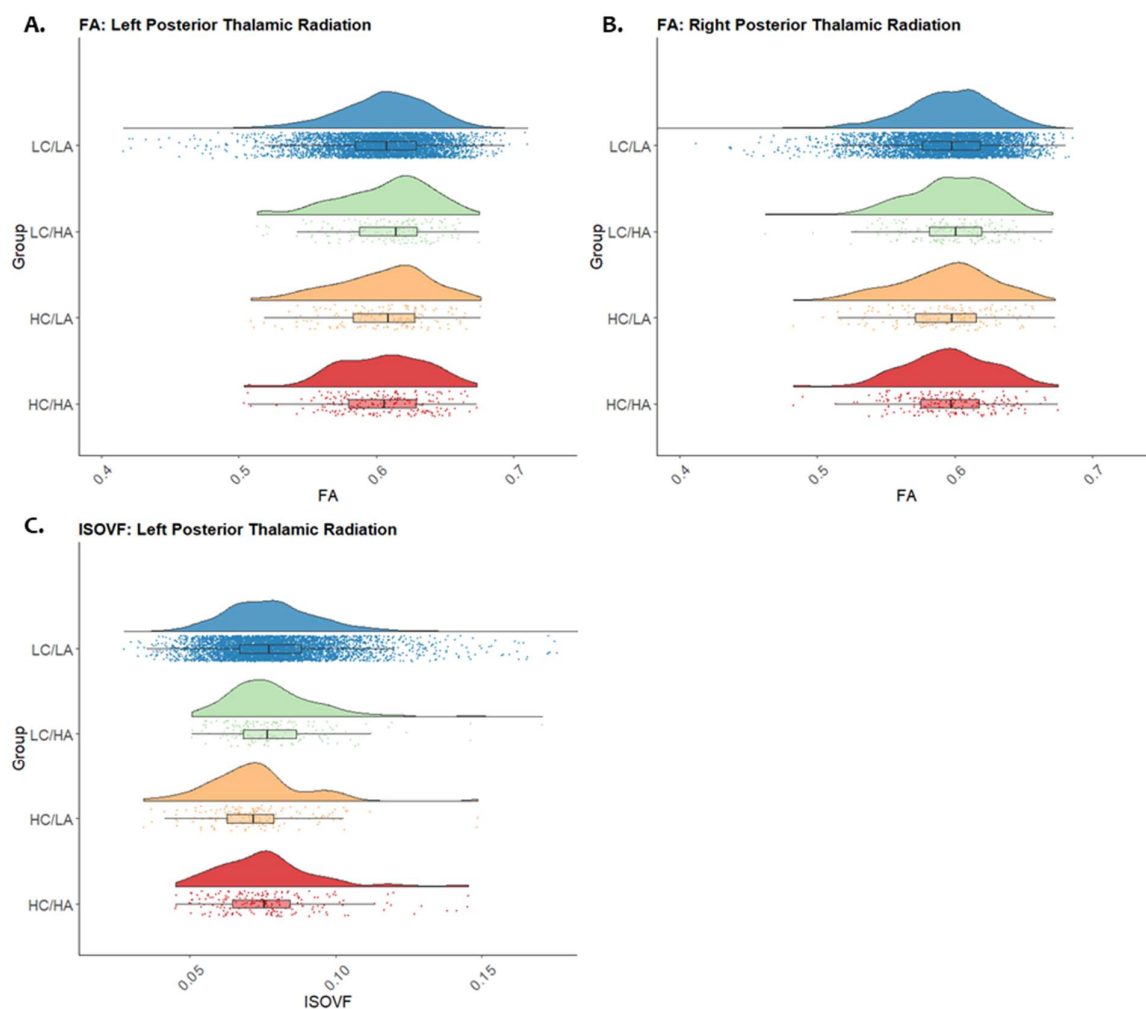 A. FA: Left Posterior Thalamic Radiation
Group
LC/LA
LC/HA
HC/LA
HC/HA
0.4 0.5 0.6 0.7
FA
B. FA: Right Posterior Thalamic Radiation
Group
LC/LA
LC/HA
HC/LA
HC/HA
0.4 0.5 0.6 0.7
FA
C. ISOVF: Left Posterior Thalamic Radiation
Group
LC/LA
LC/HA
HC/LA
HC/HA
0.05 0.10 0.15
ISOVF